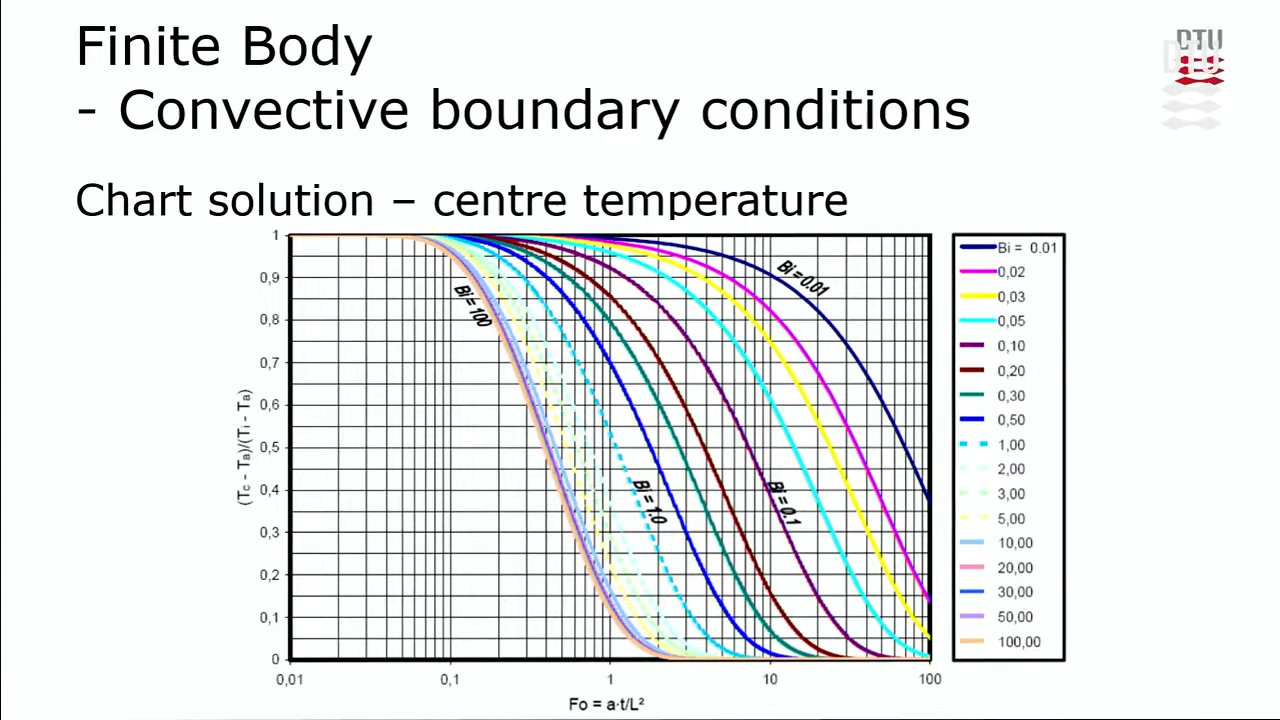 Finite Body
- Convective boundary conditions
DTU
DTU
Chart solution – centre temperature
1
0,9
0,8
0,7
0,6
0,5
0,4
0,3
0,2
0,1
0
(Tc - Ta)/(Ti - Ta)
Bi = 100
Bi = 1.0
Bi = 0.1
Bi = 0.01
0,01
0,1
1
10
100
Fo = a·t/L²
Bi = 0.01
0,02
0,03
0,05
0,10
0,20
0,30
0,50
1,00
2,00
3,00
5,00
10,00
20,00
30,00
50,00
100,00